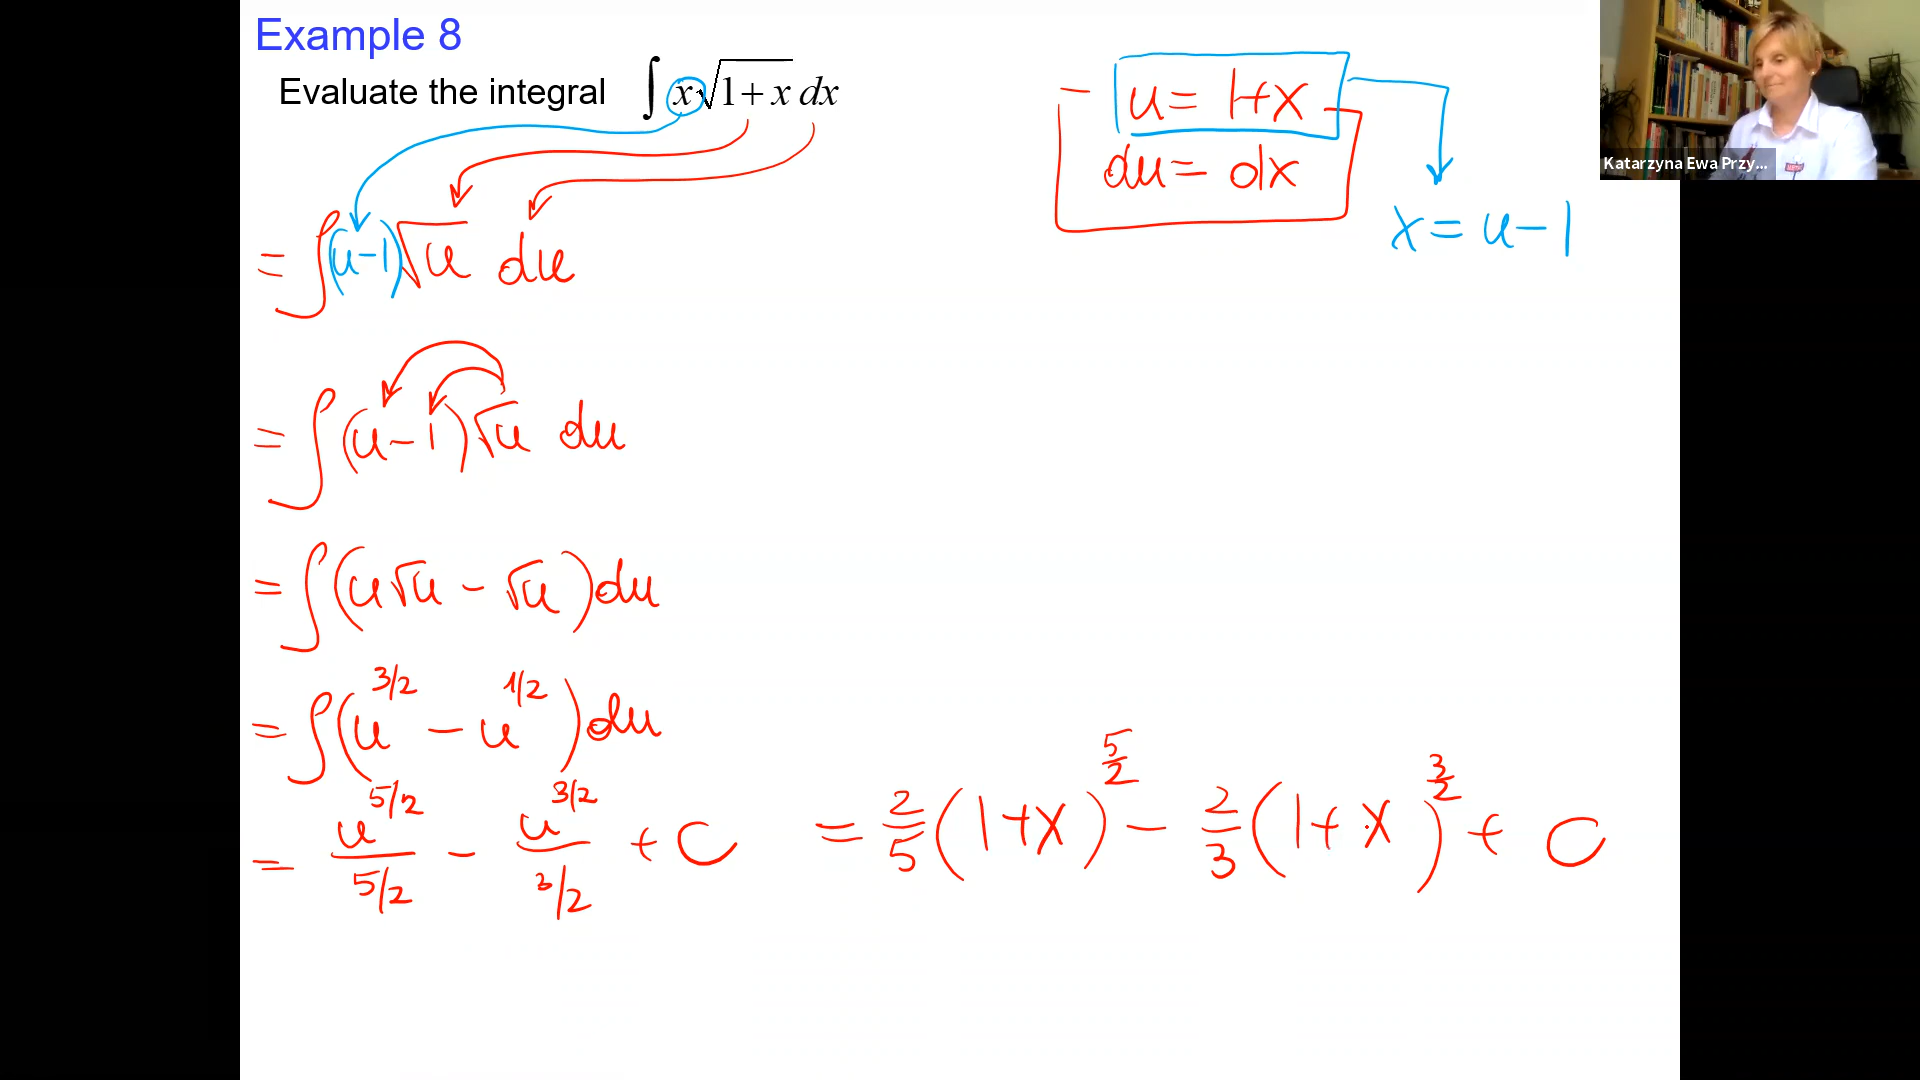 Example 8
Evaluate the integral ∫ x√(1+x) dx
u = 1+x
du = dx
x = u-1
= ∫(u-1)√u du
= ∫(u-1)√u du
= ∫(u√u - √u)du
= ∫(u^3/2 - u^1/2)du
= u^5/2 / 5/2 - u^3/2 / 3/2 + C = 2/5 (1+x)^5/2 - 2/3 (1+x)^3/2 + C
Katarzyna Ewa Przy...